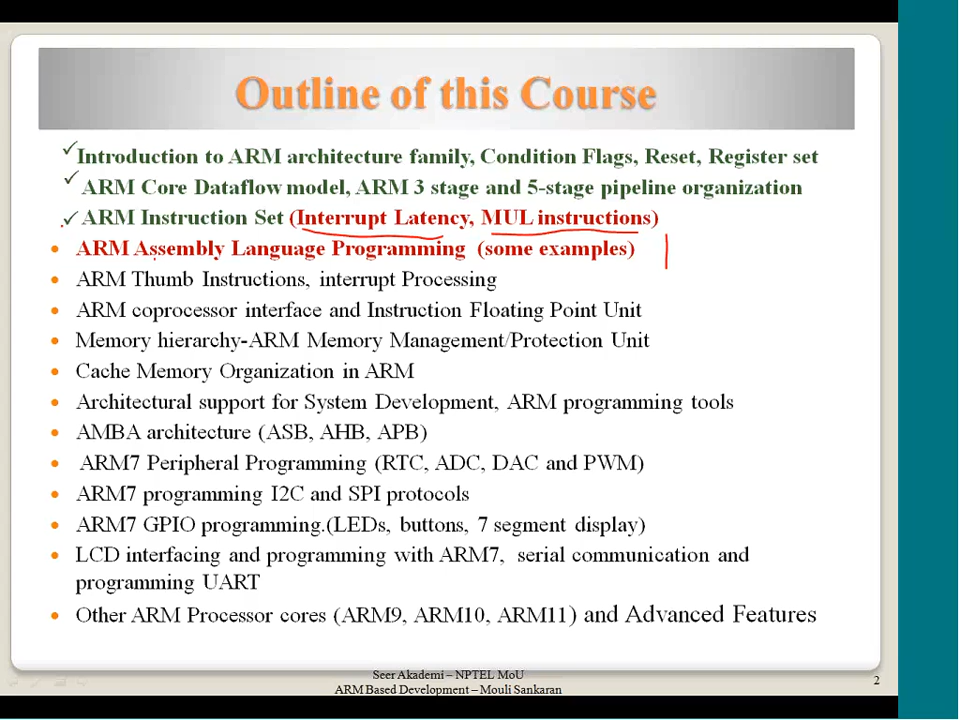 Outline of this Course
Introduction to ARM architecture family, Condition Flags, Reset, Register set
ARM Core Dataflow model, ARM 3 stage and 5-stage pipeline organization
ARM Instruction Set (Interrupt Latency, MUL instructions)
ARM Assembly Language Programming (some examples)
ARM Thumb Instructions, interrupt Processing
ARM coprocessor interface and Instruction Floating Point Unit
Memory hierarchy-ARM Memory Management/Protection Unit
Cache Memory Organization in ARM
Architectural support for System Development, ARM programming tools
AMBA architecture (ASB, AHB, APB)
ARM7 Peripheral Programming (RTC, ADC, DAC and PWM)
ARM7 programming I2C and SPI protocols
ARM7 GPIO programming.(LEDs, buttons, 7 segment display)
LCD interfacing and programming with ARM7, serial communication and
programming UART
Other ARM Processor cores (ARM9, ARM10, ARM11) and Advanced Features
Seer Akademi – NPTEL MoU
ARM Based Development – Mouli Sankaran
2